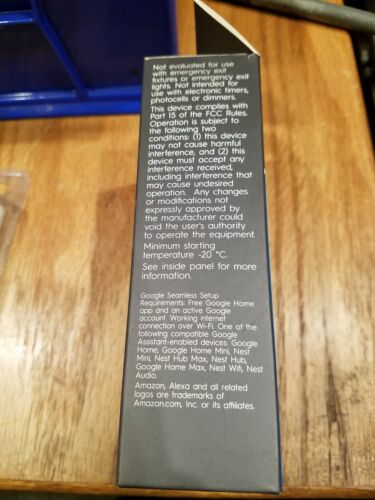 Not evaluated for use
with emergency exit
fixtures or emergency exit
lights. Not intended for
use with electronic timers,
photocells or dimmers.
This device complies with
Part 15 of the FCC Rules.
Operation is subject to
the following two
conditions: (1) this device
may not cause harmful
interference, and (2) this
device must accept any
interference received,
including interference that
may cause undesired
operation. Any changes
or modifications not
expressly approved by
the manufacturer could
void the user's authority
to operate the equipment.
Minimum starting
temperature -20 °C.
See inside panel for more
information.
Google Seamless Setup
Requirements: Free Google Home
app and an active Google
account. Working internet
connection over Wi-Fi. One of the
following compatible Google
Assistant-enabled devices: Google
Home, Google Home Mini, Nest
Mini, Nest Hub Max, Nest Hub,
Google Home Max, Nest Wifi, Nest
Audio.
Amazon, Alexa and all related
logos are trademarks of
Amazon.com, Inc. or its affiliates.